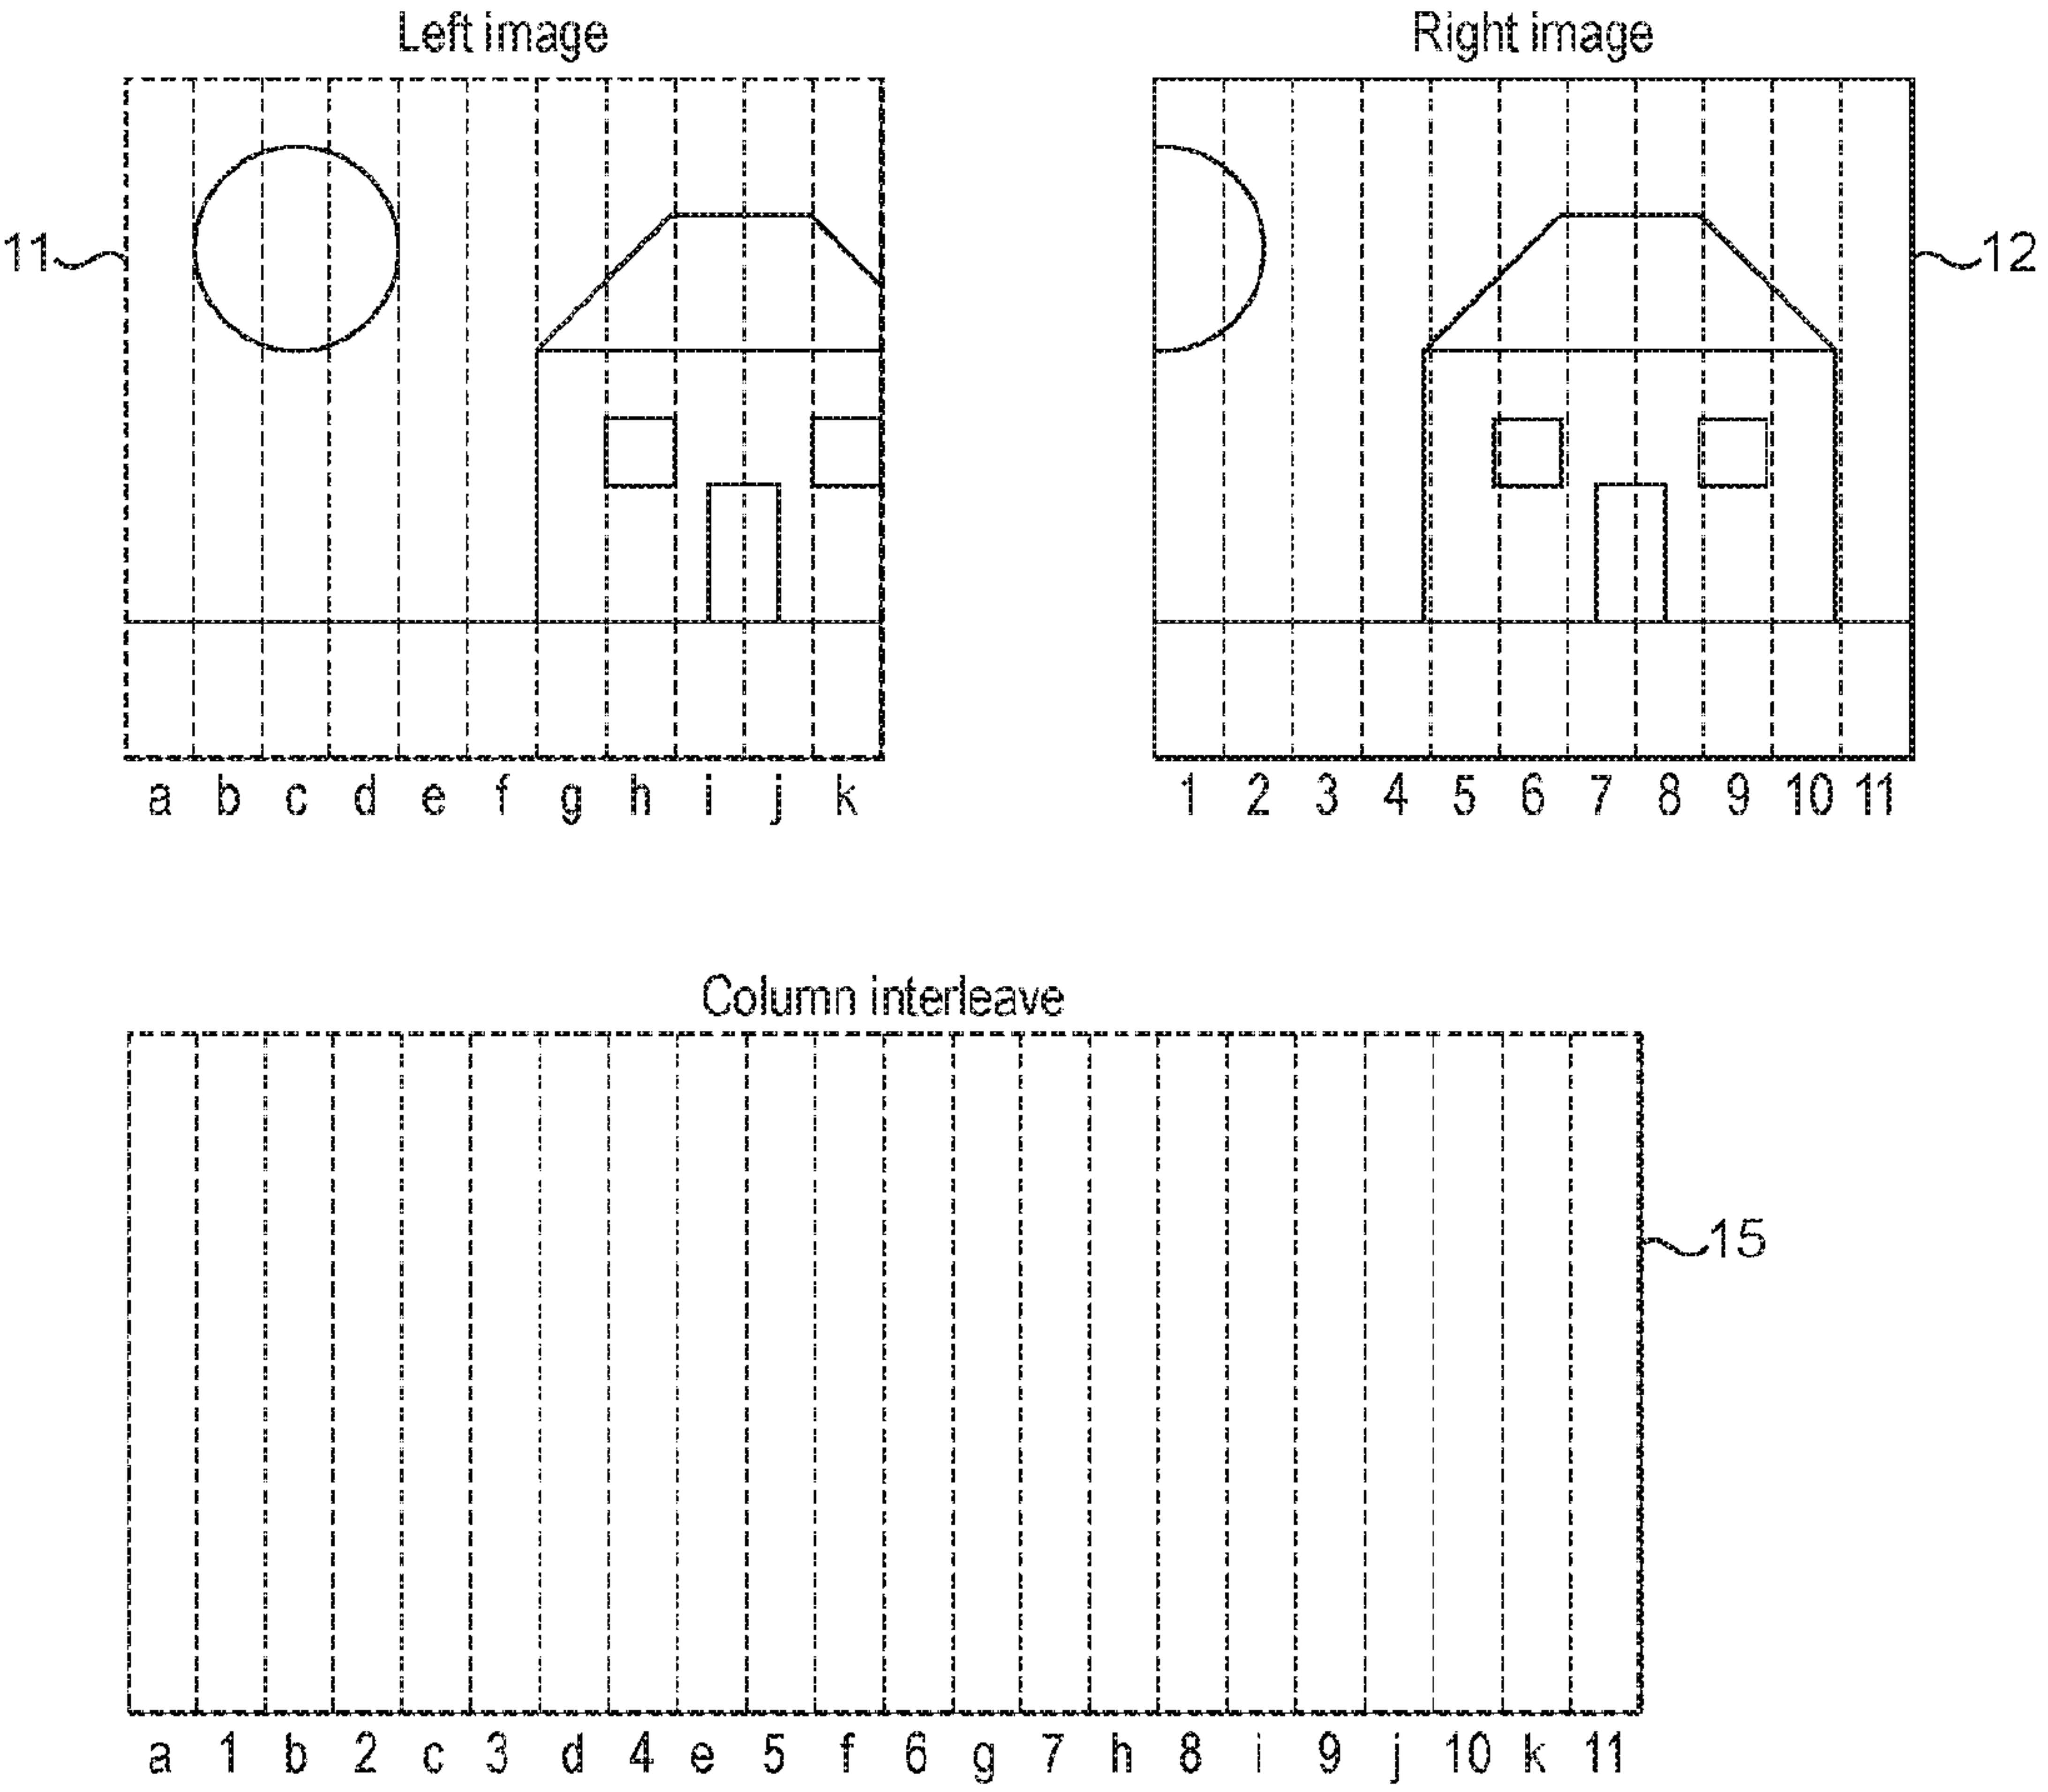 Left image Right image
11 12
a b c d e f g h i j k 1 2 3 4 5 6 7 8 9 10 11
Column interleave
15
a 1 b 2 c 3 d 4 e 5 f 6 g 7 h 8 i 9 j 10 k 11